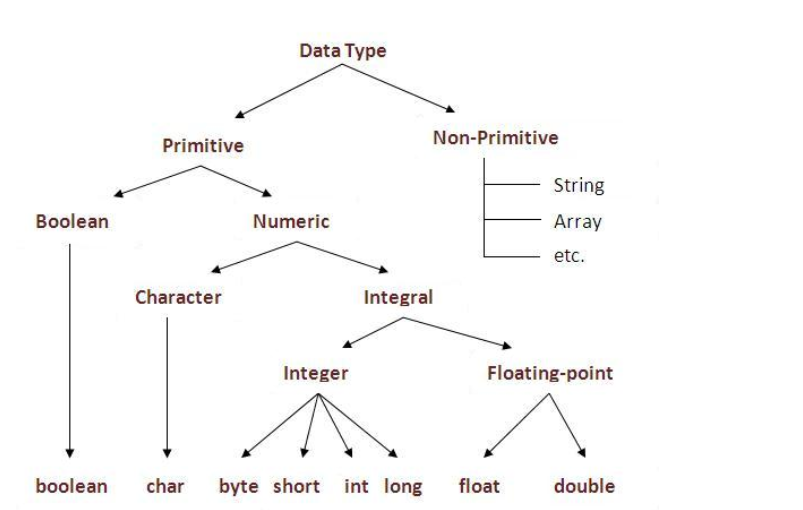 Data Type
Primitive
Non-Primitive
String
Array
etc.
Boolean
Numeric
Character
Integral
Integer
Floating-point
boolean
char
byte
short
int
long
float
double